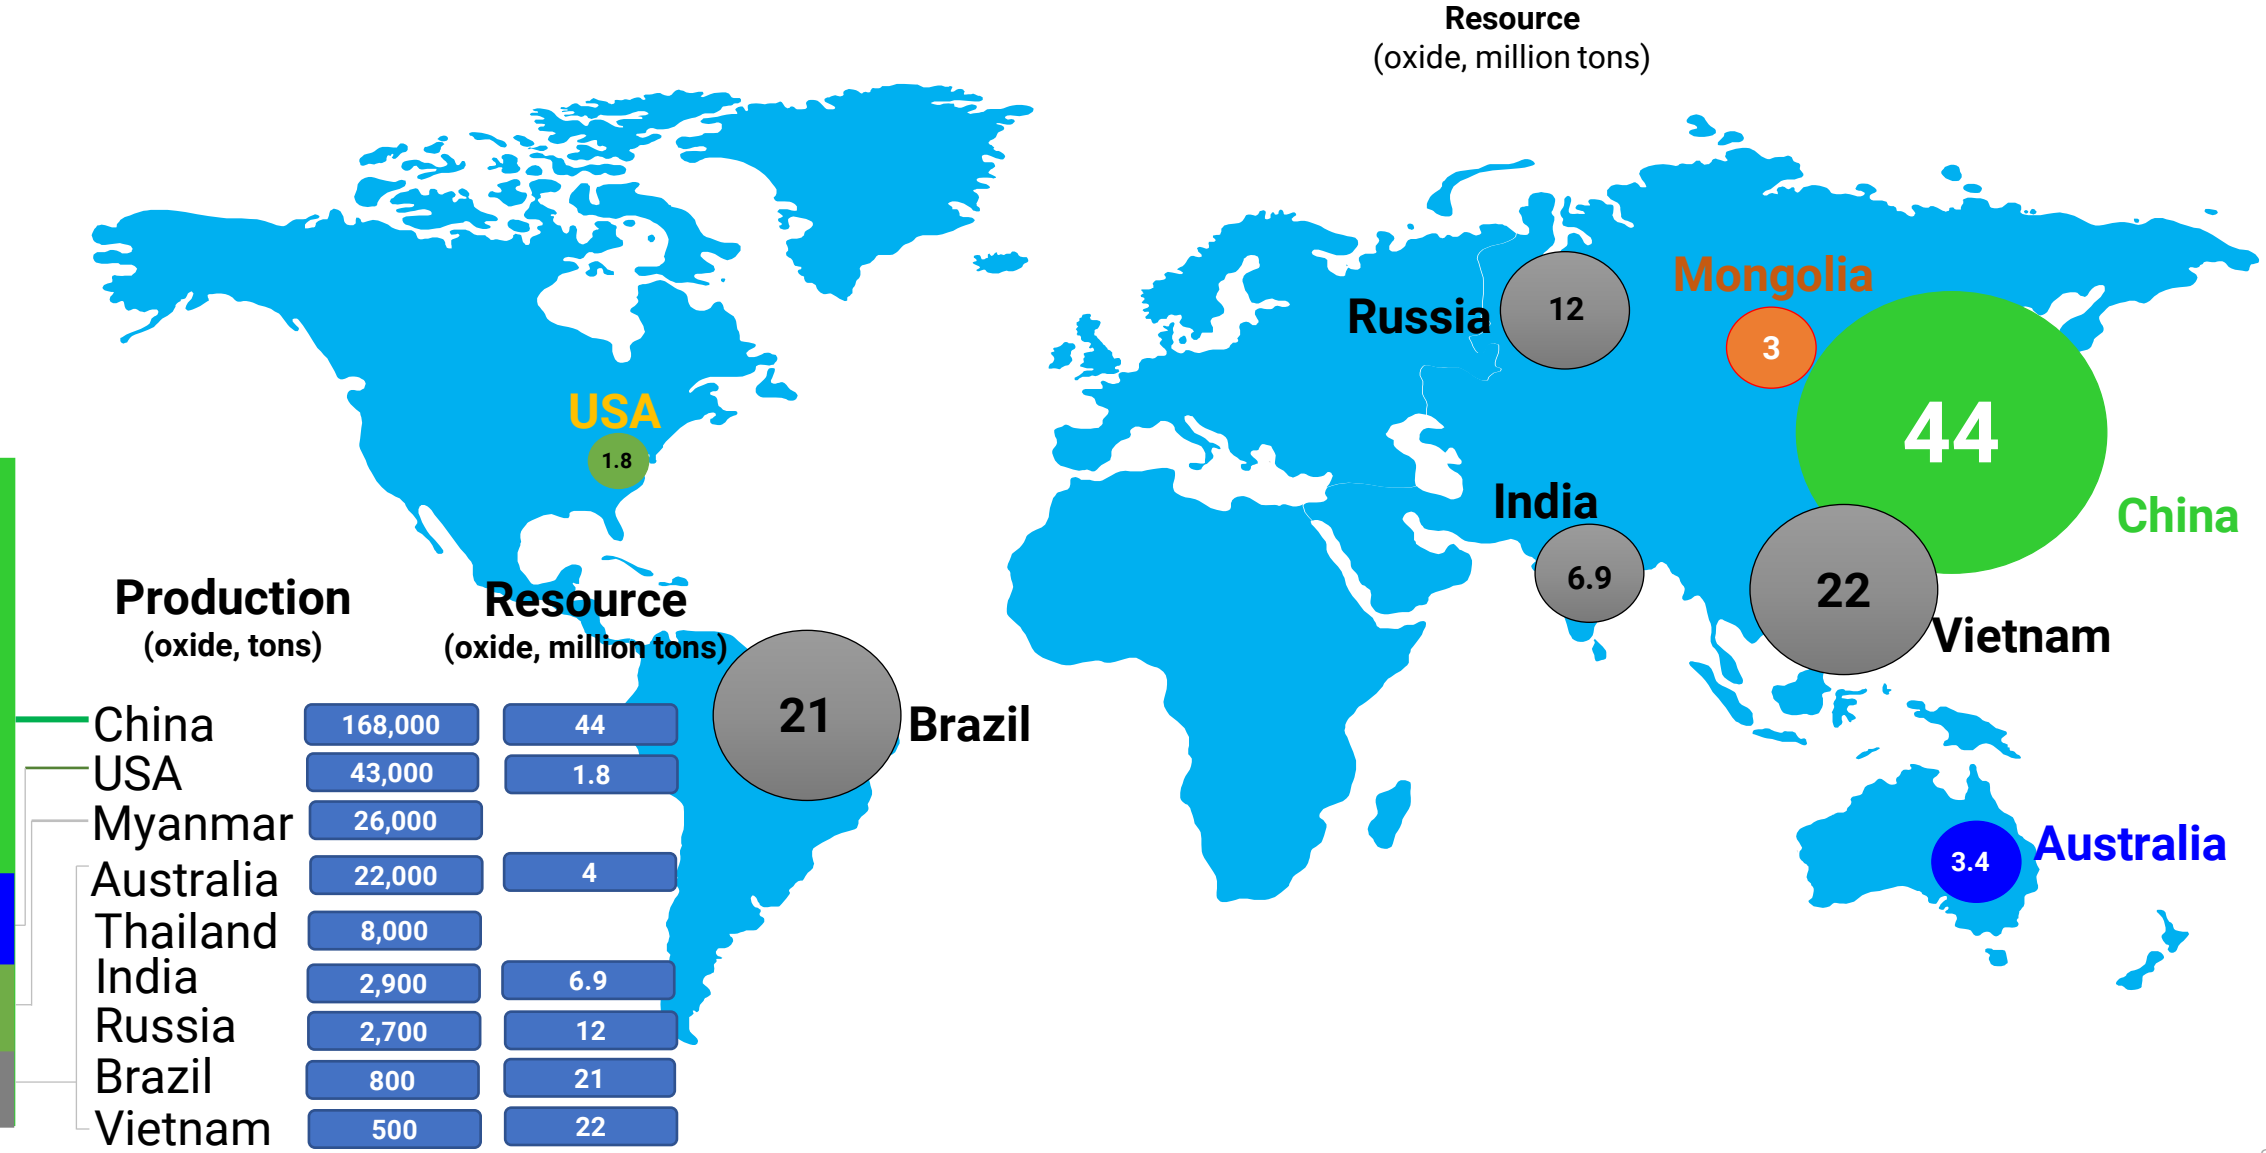 Resource
(oxide, million tons)
Mongolia
Russia
12
3
USA
1.8
44
India
China
6.9
22
Vietnam
21
Brazil
Australia
3.4
Production
(oxide, tons)
Resource
(oxide, million tons)
China 168,000 44
USA 43,000 1.8
Myanmar 26,000
Australia 22,000 4
Thailand 8,000
India 2,900 6.9
Russia 2,700 12
Brazil 800 21
Vietnam 500 22